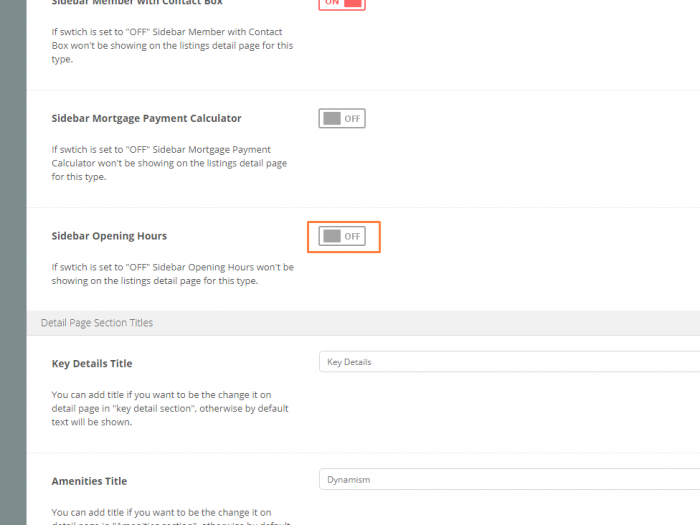 Sidebar Member with Contact Box
ON
If swtich is set to "OFF" Sidebar Member with Contact
Box won't be showing on the listings detail page for this
type.
Sidebar Mortgage Payment Calculator
OFF
If swtich is set to "OFF" Sidebar Mortgage Payment
Calculator won't be showing on the listings detail page
for this type.
Sidebar Opening Hours
OFF
If swtich is set to "OFF" Sidebar Opening Hours won't be
showing on the listings detail page for this type.
Detail Page Section Titles
Key Details Title
Key Details
You can add title if you want to be the change it on
detail page in "key detail section", otherwise by default
text will be shown.
Amenities Title
Dynamism
You can add title if you want to be the change it on
detail page in "Amenities section", otherwise by default